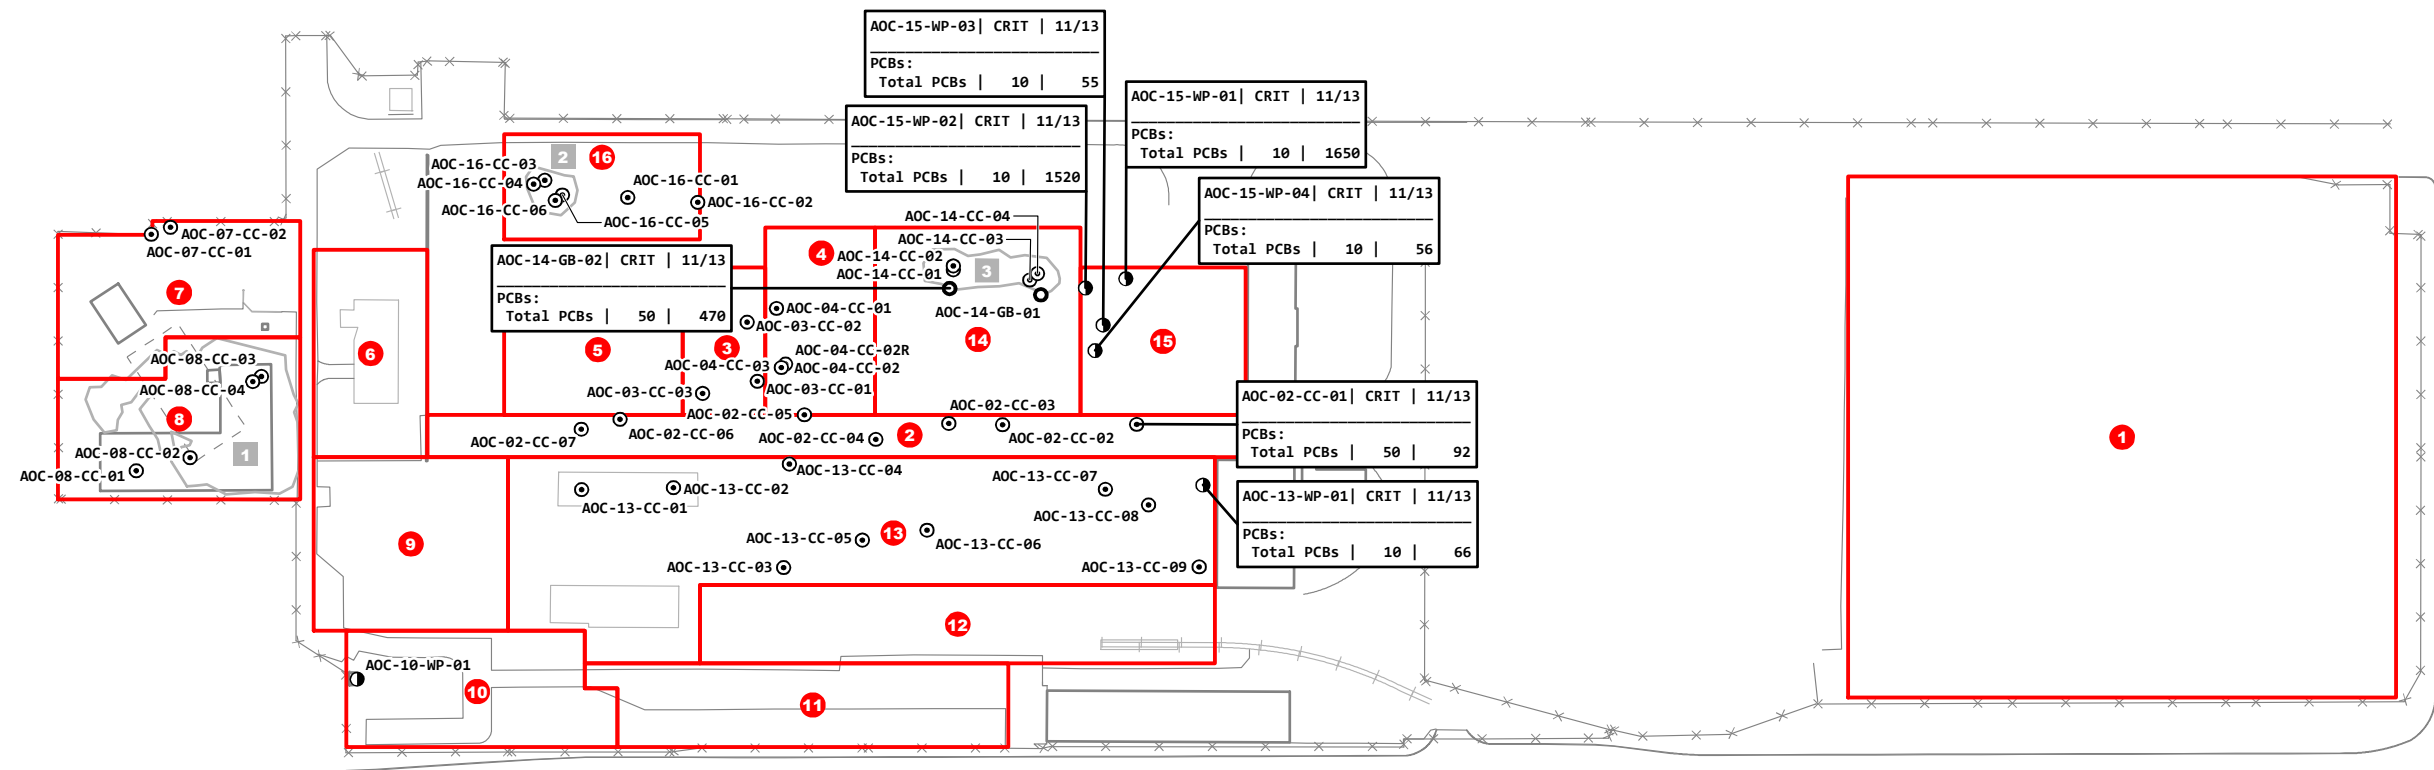 AOC-15-WP-03| CRIT | 11/13
PCBs:
Total PCBs | 10 | 55
AOC-15-WP-01| CRIT | 11/13
PCBs:
Total PCBs | 10 | 1650
AOC-15-WP-02| CRIT | 11/13
PCBs:
Total PCBs | 10 | 1520
AOC-15-WP-04| CRIT | 11/13
PCBs:
Total PCBs | 10 | 56
AOC-14-GB-02| CRIT | 11/13
PCBs:
Total PCBs | 50 | 470
AOC-02-CC-01| CRIT | 11/13
PCBs:
Total PCBs | 50 | 92
AOC-13-WP-01| CRIT | 11/13
PCBs:
Total PCBs | 10 | 66
2
16
AOC-16-CC-03
AOC-16-CC-04
AOC-16-CC-06
AOC-16-CC-01
AOC-16-CC-02
AOC-16-CC-05
AOC-07-CC-02
AOC-07-CC-01
7
AOC-08-CC-03
AOC-08-CC-04
8
AOC-08-CC-02
AOC-08-CC-01
1
6
5
3
4
AOC-14-CC-04
AOC-14-CC-03
AOC-14-CC-02
AOC-14-CC-01
3
AOC-14-GB-01
14
15
AOC-04-CC-01
AOC-03-CC-02
AOC-04-CC-02R
AOC-04-CC-03
AOC-04-CC-02
AOC-03-CC-03
AOC-03-CC-01
AOC-02-CC-05
AOC-02-CC-03
AOC-02-CC-07
AOC-02-CC-06
AOC-02-CC-04
2
AOC-02-CC-02
1
AOC-13-CC-04
AOC-13-CC-07
AOC-13-CC-02
AOC-13-CC-01
AOC-13-CC-08
AOC-13-CC-05
13
AOC-13-CC-06
AOC-13-CC-03
AOC-13-CC-09
9
12
AOC-10-WP-01
10
11